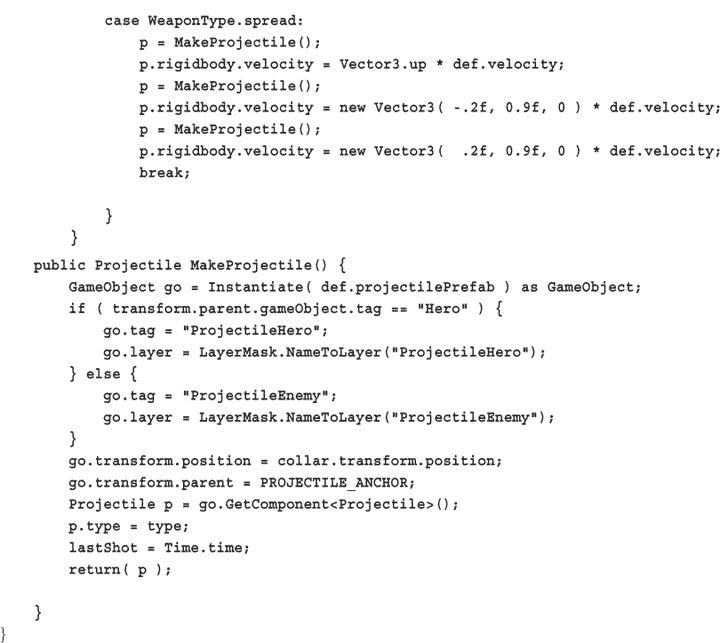 case WeaponType.spread:
p = MakeProjectile();
p.rigidbody.velocity = Vector3.up * def.velocity;
p = MakeProjectile();
p.rigidbody.velocity = new Vector3( -.2f, 0.9f, 0 ) * def.velocity;
p = MakeProjectile();
p.rigidbody.velocity = new Vector3(  .2f, 0.9f, 0 ) * def.velocity;
break;
}
}
public Projectile MakeProjectile() {
GameObject go = Instantiate( def.projectilePrefab ) as GameObject;
if ( transform.parent.gameObject.tag == "Hero" ) {
go.tag = "ProjectileHero";
go.layer = LayerMask.NameToLayer("ProjectileHero");
} else {
go.tag = "ProjectileEnemy";
go.layer = LayerMask.NameToLayer("ProjectileEnemy");
}
go.transform.position = collar.transform.position;
go.transform.parent = PROJECTILE_ANCHOR;
Projectile p = go.GetComponent<Projectile>();
p.type = type;
lastShot = Time.time;
return( p );
}
}